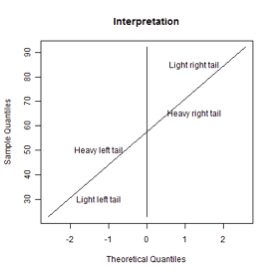 Interpretation
Light right tail
Heavy right tail
Heavy left tail
Light left tail
Sample Quantiles
90
80
70
60
50
40
30
-2 -1 0 1 2
Theoretical Quantiles